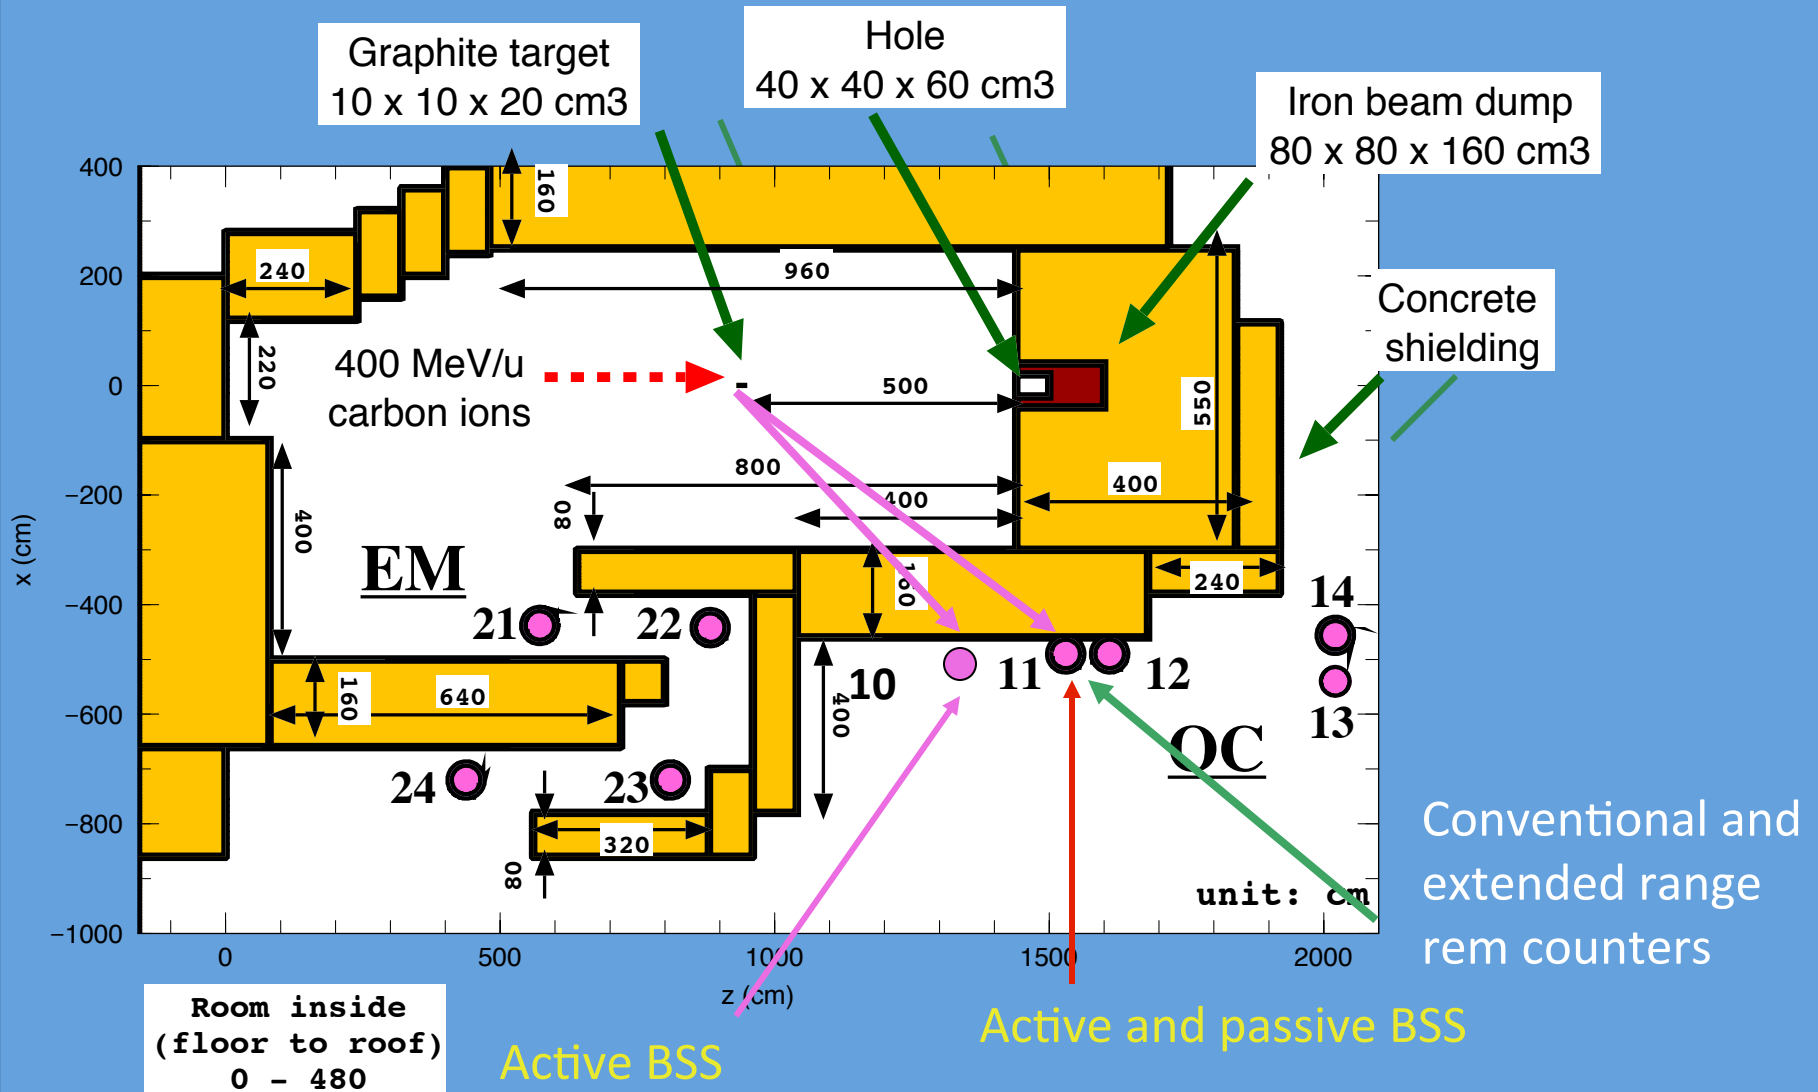 Graphite target
10 x 10 x 20 cm3
Hole
40 x 40 x 60 cm3
Iron beam dump
80 x 80 x 160 cm3
Concrete
shielding
400
200
0
−200
−400
−600
−800
−1000
x (cm)
0
500
1000
1500
2000
z (cm)
160
240
960
220
400 MeV/u
carbon ions
500
550
800
400
400
80
400
EM
160
240
14
21
22
10
11
12
13
160
640
400
OC
24
23
320
80
unit: cm
Conventional and
extended range
rem counters
Active and passive BSS
Active BSS
Room inside
(floor to roof)
0 – 480